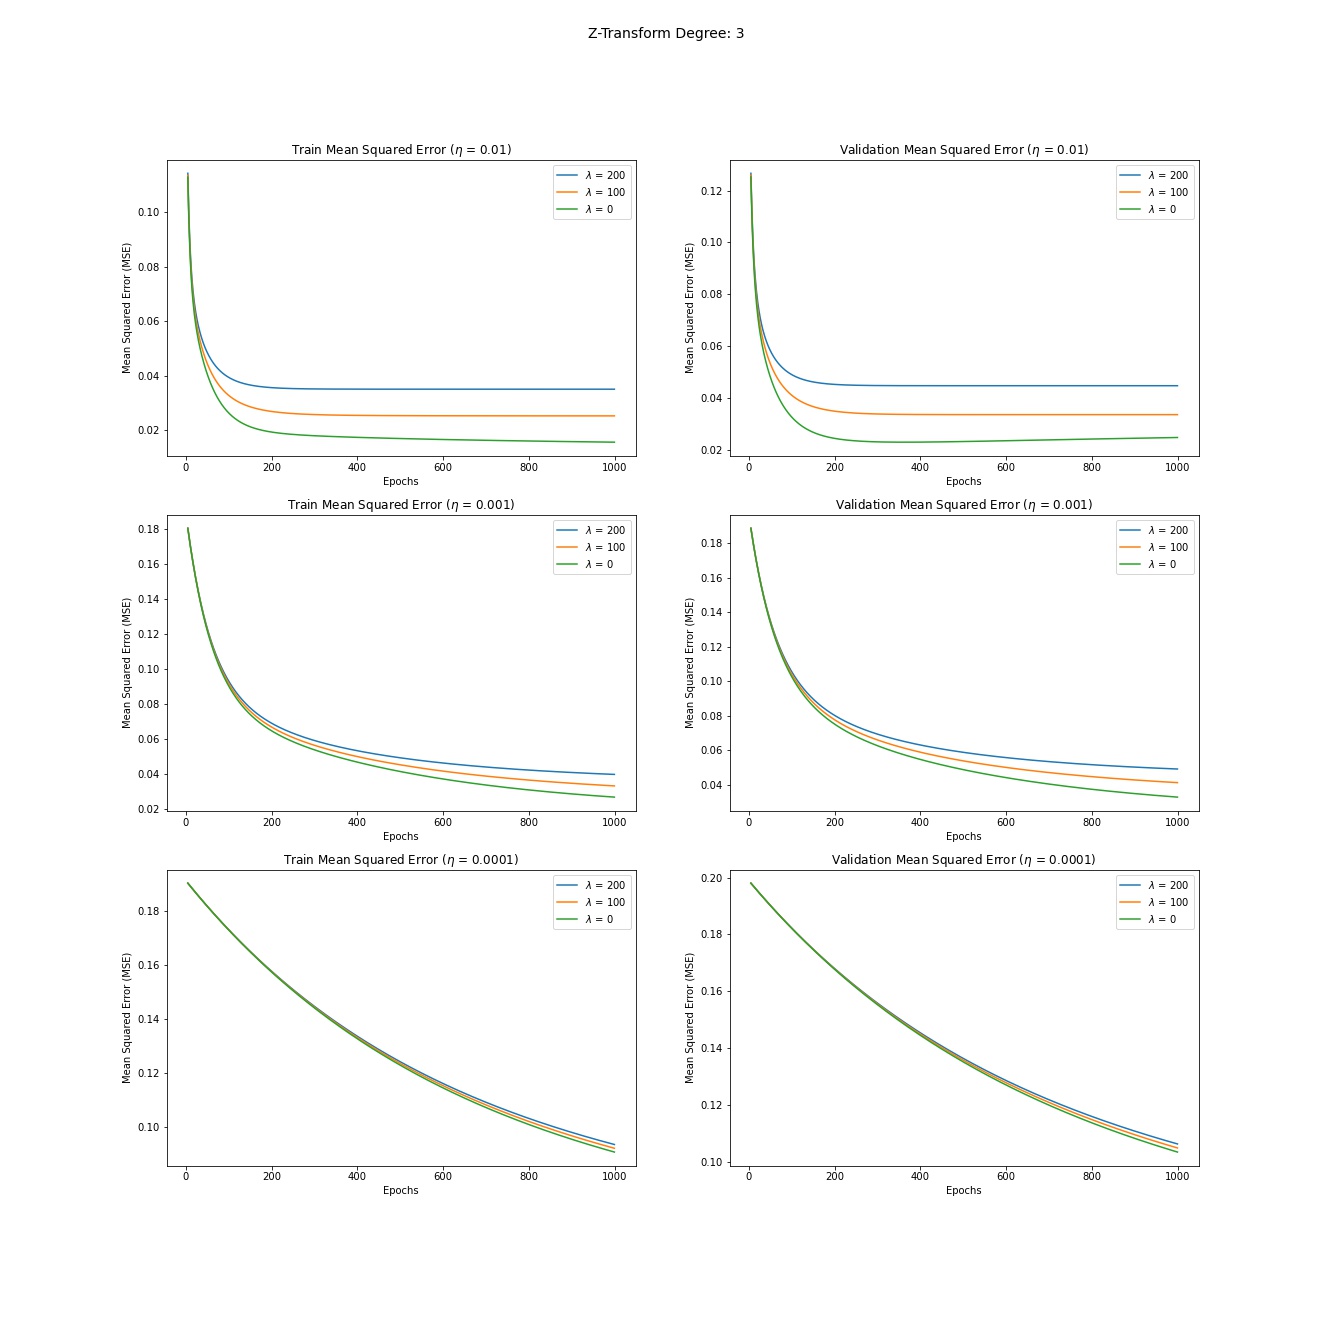 Z-Transform Degree: 3
Train Mean Squared Error (η = 0.01)
Mean Squared Error (MSE)
0.10
0.08
0.06
0.04
0.02
λ = 200
λ = 100
λ = 0
0 200 400 600 800 1000
Epochs
Validation Mean Squared Error (η = 0.01)
Mean Squared Error (MSE)
0.12
0.10
0.08
0.06
0.04
0.02
λ = 200
λ = 100
λ = 0
0 200 400 600 800 1000
Epochs
Train Mean Squared Error (η = 0.001)
Mean Squared Error (MSE)
0.18
0.16
0.14
0.12
0.10
0.08
0.06
0.04
0.02
λ = 200
λ = 100
λ = 0
0 200 400 600 800 1000
Epochs
Validation Mean Squared Error (η = 0.001)
Mean Squared Error (MSE)
0.18
0.16
0.14
0.12
0.10
0.08
0.06
0.04
λ = 200
λ = 100
λ = 0
0 200 400 600 800 1000
Epochs
Train Mean Squared Error (η = 0.0001)
Mean Squared Error (MSE)
0.18
0.16
0.14
0.12
0.10
λ = 200
λ = 100
λ = 0
0 200 400 600 800 1000
Epochs
Validation Mean Squared Error (η = 0.0001)
Mean Squared Error (MSE)
0.20
0.18
0.16
0.14
0.12
0.10
λ = 200
λ = 100
λ = 0
0 200 400 600 800 1000
Epochs